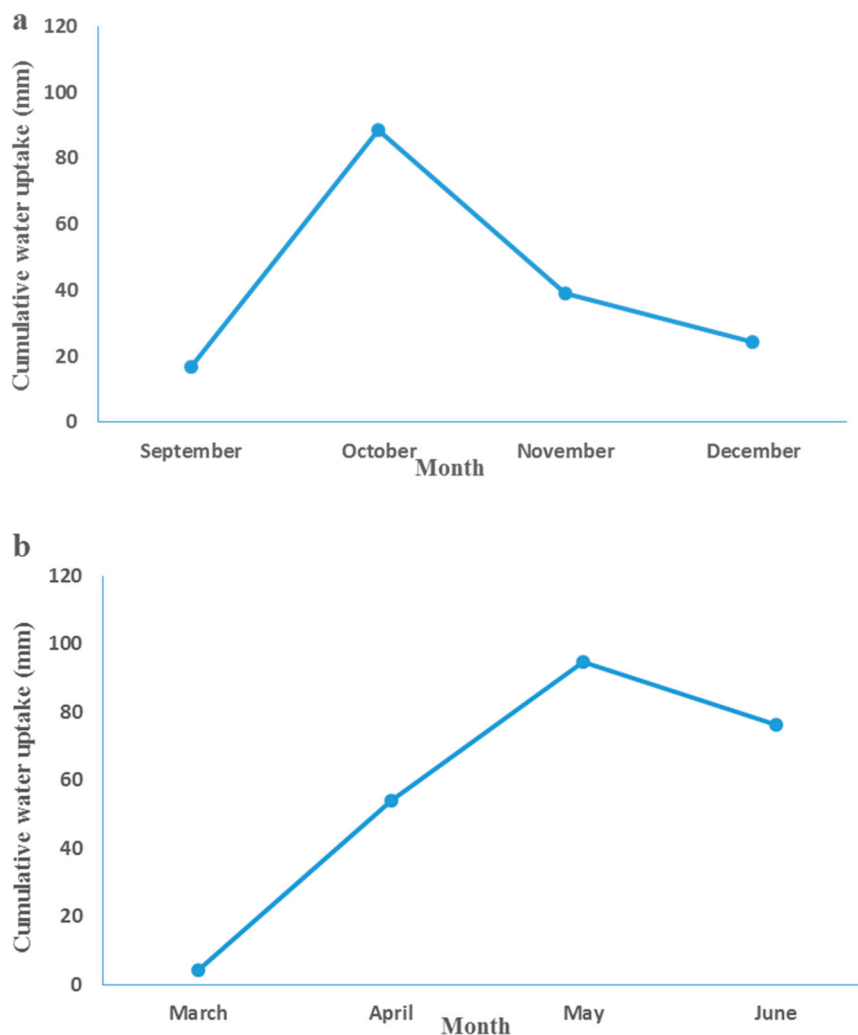 a
120
100
80
60
40
20
0
Cumulative water uptake (mm)
September October November December
Month
b
120
100
80
60
40
20
0
Cumulative water uptake (mm)
March April May June
Month